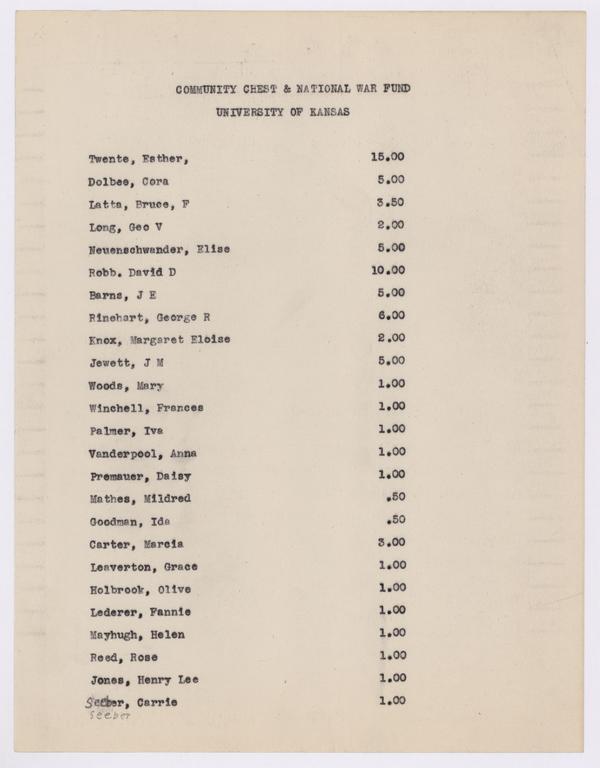 COMMUNITY CHEST & NATIONAL WAR FUND
UNIVERSITY OF KANSAS
Twente, Esther, 15.00
Dolbee, Cora 5.00
Latta, Bruce, F 3.50
Long, Geo V 2.00
Neuenschwander, Elise 5.00
Robb. David D 10.00
Barns, J E 5.00
Rinehart, George R 6.00
Knox, Margaret Eloise 2.00
Jewett, J M 5.00
Woods, Mary 1.00
Winchell, Frances 1.00
Palmer, Iva 1.00
Vanderpool, Anna 1.00
Premauer, Daisy 1.00
Mathes, Mildred .50
Goodman, Ida .50
Carter, Marcia 3.00
Leaverton, Grace 1.00
Holbrook, Olive 1.00
Lederer, Fannie 1.00
Mayhugh, Helen 1.00
Reed, Rose 1.00
Jones, Henry Lee 1.00
Seeber, Carrie 1.00
Seeber